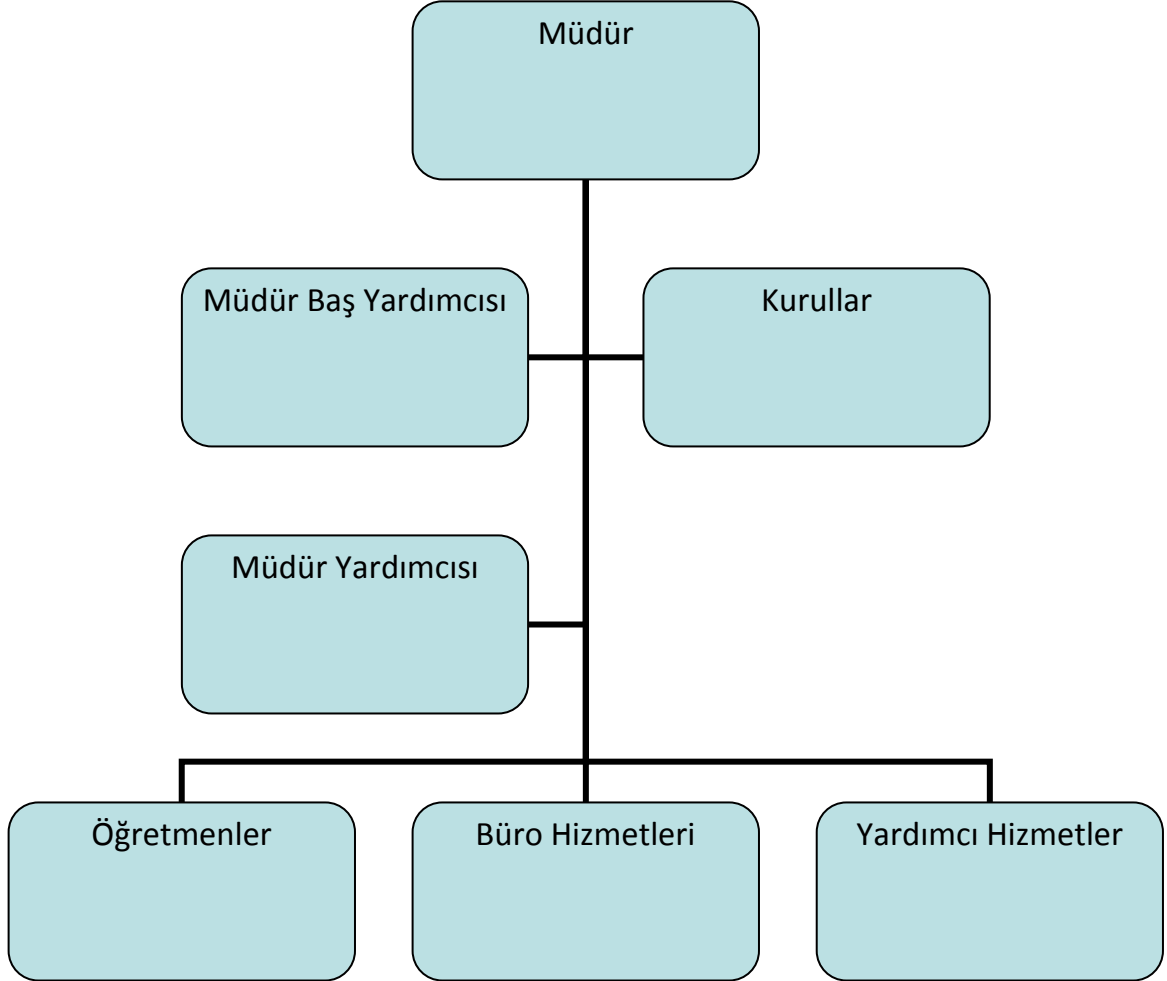 Müdür
Müdür Baş Yardımcısı
Kurullar
Müdür Yardımcısı
Öğretmenler
Büro Hizmetleri
Yardımcı Hizmetler